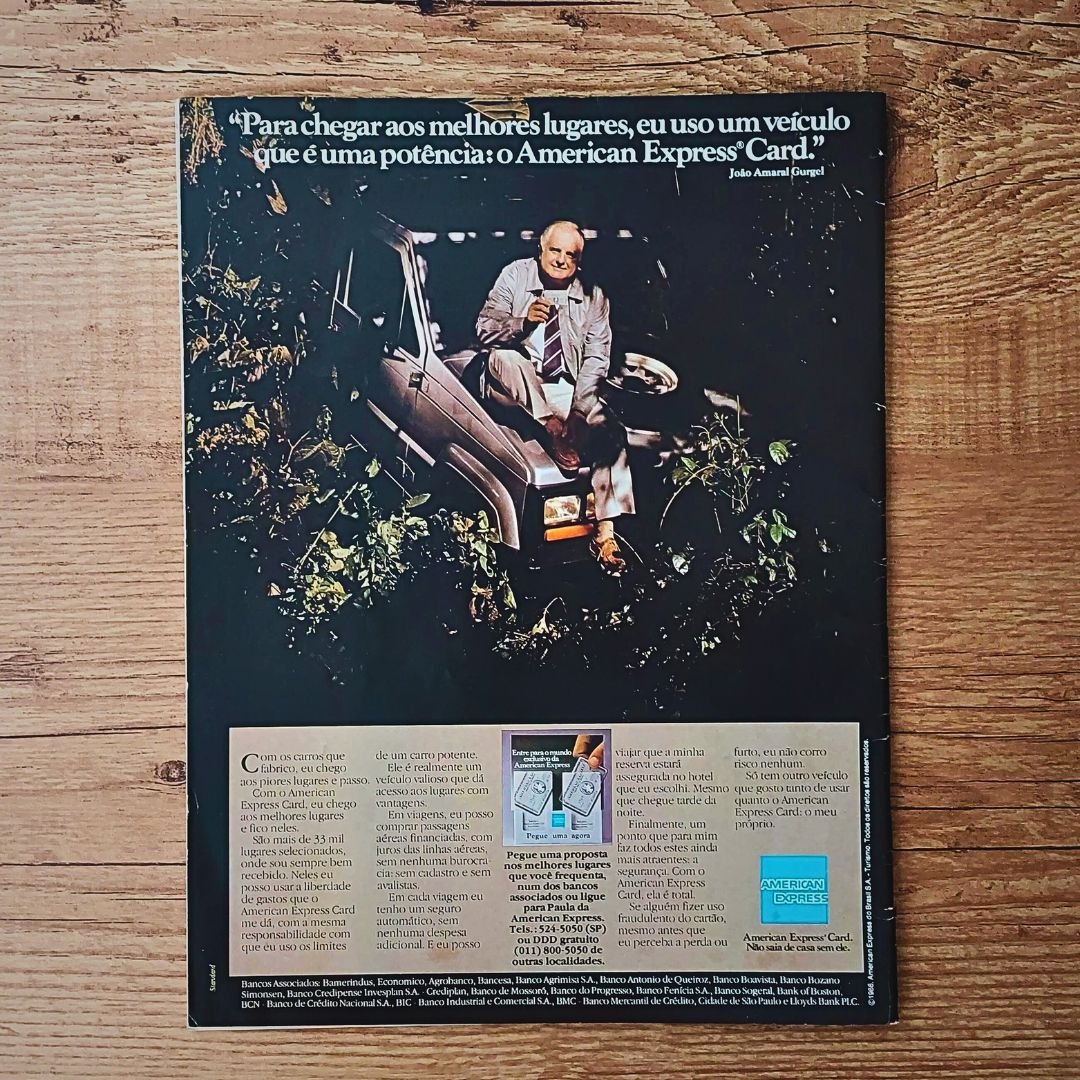 “Para chegar aos melhores lugares, eu uso um veículo
que é uma potência: o American Express® Card.”
João Amaral Gurgel
Com os carros que
fabrico, eu chego
aos piores lugares e passo.
Com o American
Express Card, eu chego
aos melhores lugares
e fico neles.
São mais de 33 mil
lugares selecionados,
onde sou sempre bem
recebido. Neles eu
posso usar a liberdade
de gastos que o
American Express Card
me dá, com a mesma
responsabilidade com
que eu uso os limites
de um carro potente.
Ele é realmente um
veículo valioso que dá
acesso aos lugares com
vantagens.
Em viagens, eu posso
comprar passagens
aéreas financiadas, com
juros das linhas aéreas,
sem nenhuma burocra-
cia: sem cadastro e sem
avalistas.
Em cada viagem eu
tenho um seguro
automático, sem
nenhuma despesa
adicional. E eu posso
Entre para o mundo
exclusivo da
American Express
Pegue uma agora
Pegue uma proposta
nos melhores lugares
que você frequenta,
num dos bancos
associados ou ligue
para Paula da
American Express.
Tels.: 524-5050 (SP)
ou DDD gratuito
(011) 800-5050 de
outras localidades.
viajar que a minha
reserva estará
assegurada no hotel
que eu escolhi. Mesmo
que chegue tarde da
noite.
Finalmente, um
ponto que para mim
faz todos estes ainda
mais atraentes: a
segurança. Com o
American Express
Card, ela é total.
Se alguém fizer uso
fraudulento do cartão,
mesmo antes que
eu perceba a perda ou
furto, eu não corro
risco nenhum.
Só tem outro veículo
que gosto tanto de usar
quanto o American
Express Card: o meu
próprio.
AMERICAN
EXPRESS
American Express® Card.
Não saia de casa sem ele.
©1986. American Express do Brasil S.A. - Turismo. Todos os direitos são reservados.
Standard
Bancos Associados: Bamerindus, Economico, Agrobanco, Bancesa, Banco Agrimisa S.A., Banco Antonio de Queiroz, Banco Boavista, Banco Bozano
Simonsen, Banco Credipense Invesplan S.A. - Crediplan, Banco de Mossoró, Banco do Progresso, Banco Fenícia S.A., Banco Sogeral, Bank of Boston,
BCN - Banco de Crédito Nacional S.A., BIC - Banco Industrial e Comercial S.A., BMC - Banco Mercantil de Crédito, Cidade de São Paulo e Lloyds Bank PLC.